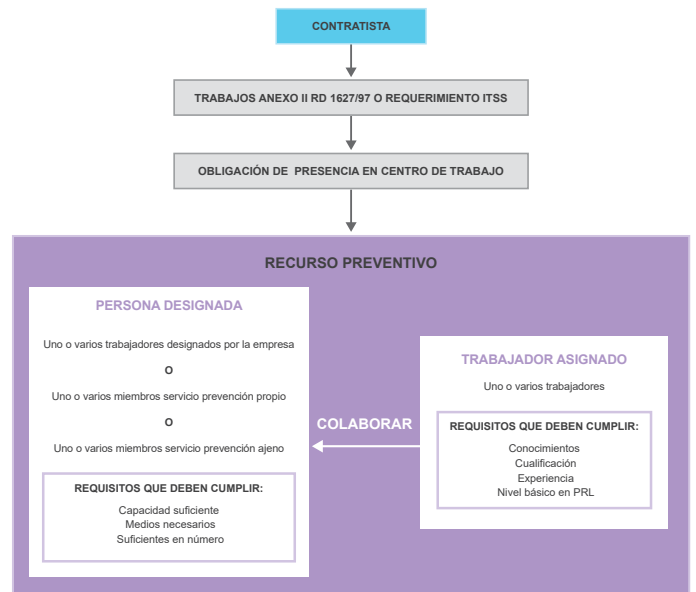 CONTRATISTA
TRABAJOS ANEXO II RD 1627/97 O REQUERIMIENTO ITSS
OBLIGACIÓN DE PRESENCIA EN CENTRO DE TRABAJO
RECURSO PREVENTIVO
PERSONA DESIGNADA
Uno o varios trabajadores designados por la empresa
O
Uno o varios miembros servicio prevención propio
O
Uno o varios miembros servicio prevención ajeno
REQUISITOS QUE DEBEN CUMPLIR:
Capacidad suficiente
Medios necesarios
Suficientes en número
COLABORAR
TRABAJADOR ASIGNADO
Uno o varios trabajadores
REQUISITOS QUE DEBEN CUMPLIR:
Conocimientos
Cualificación
Experiencia
Nivel básico en PRL